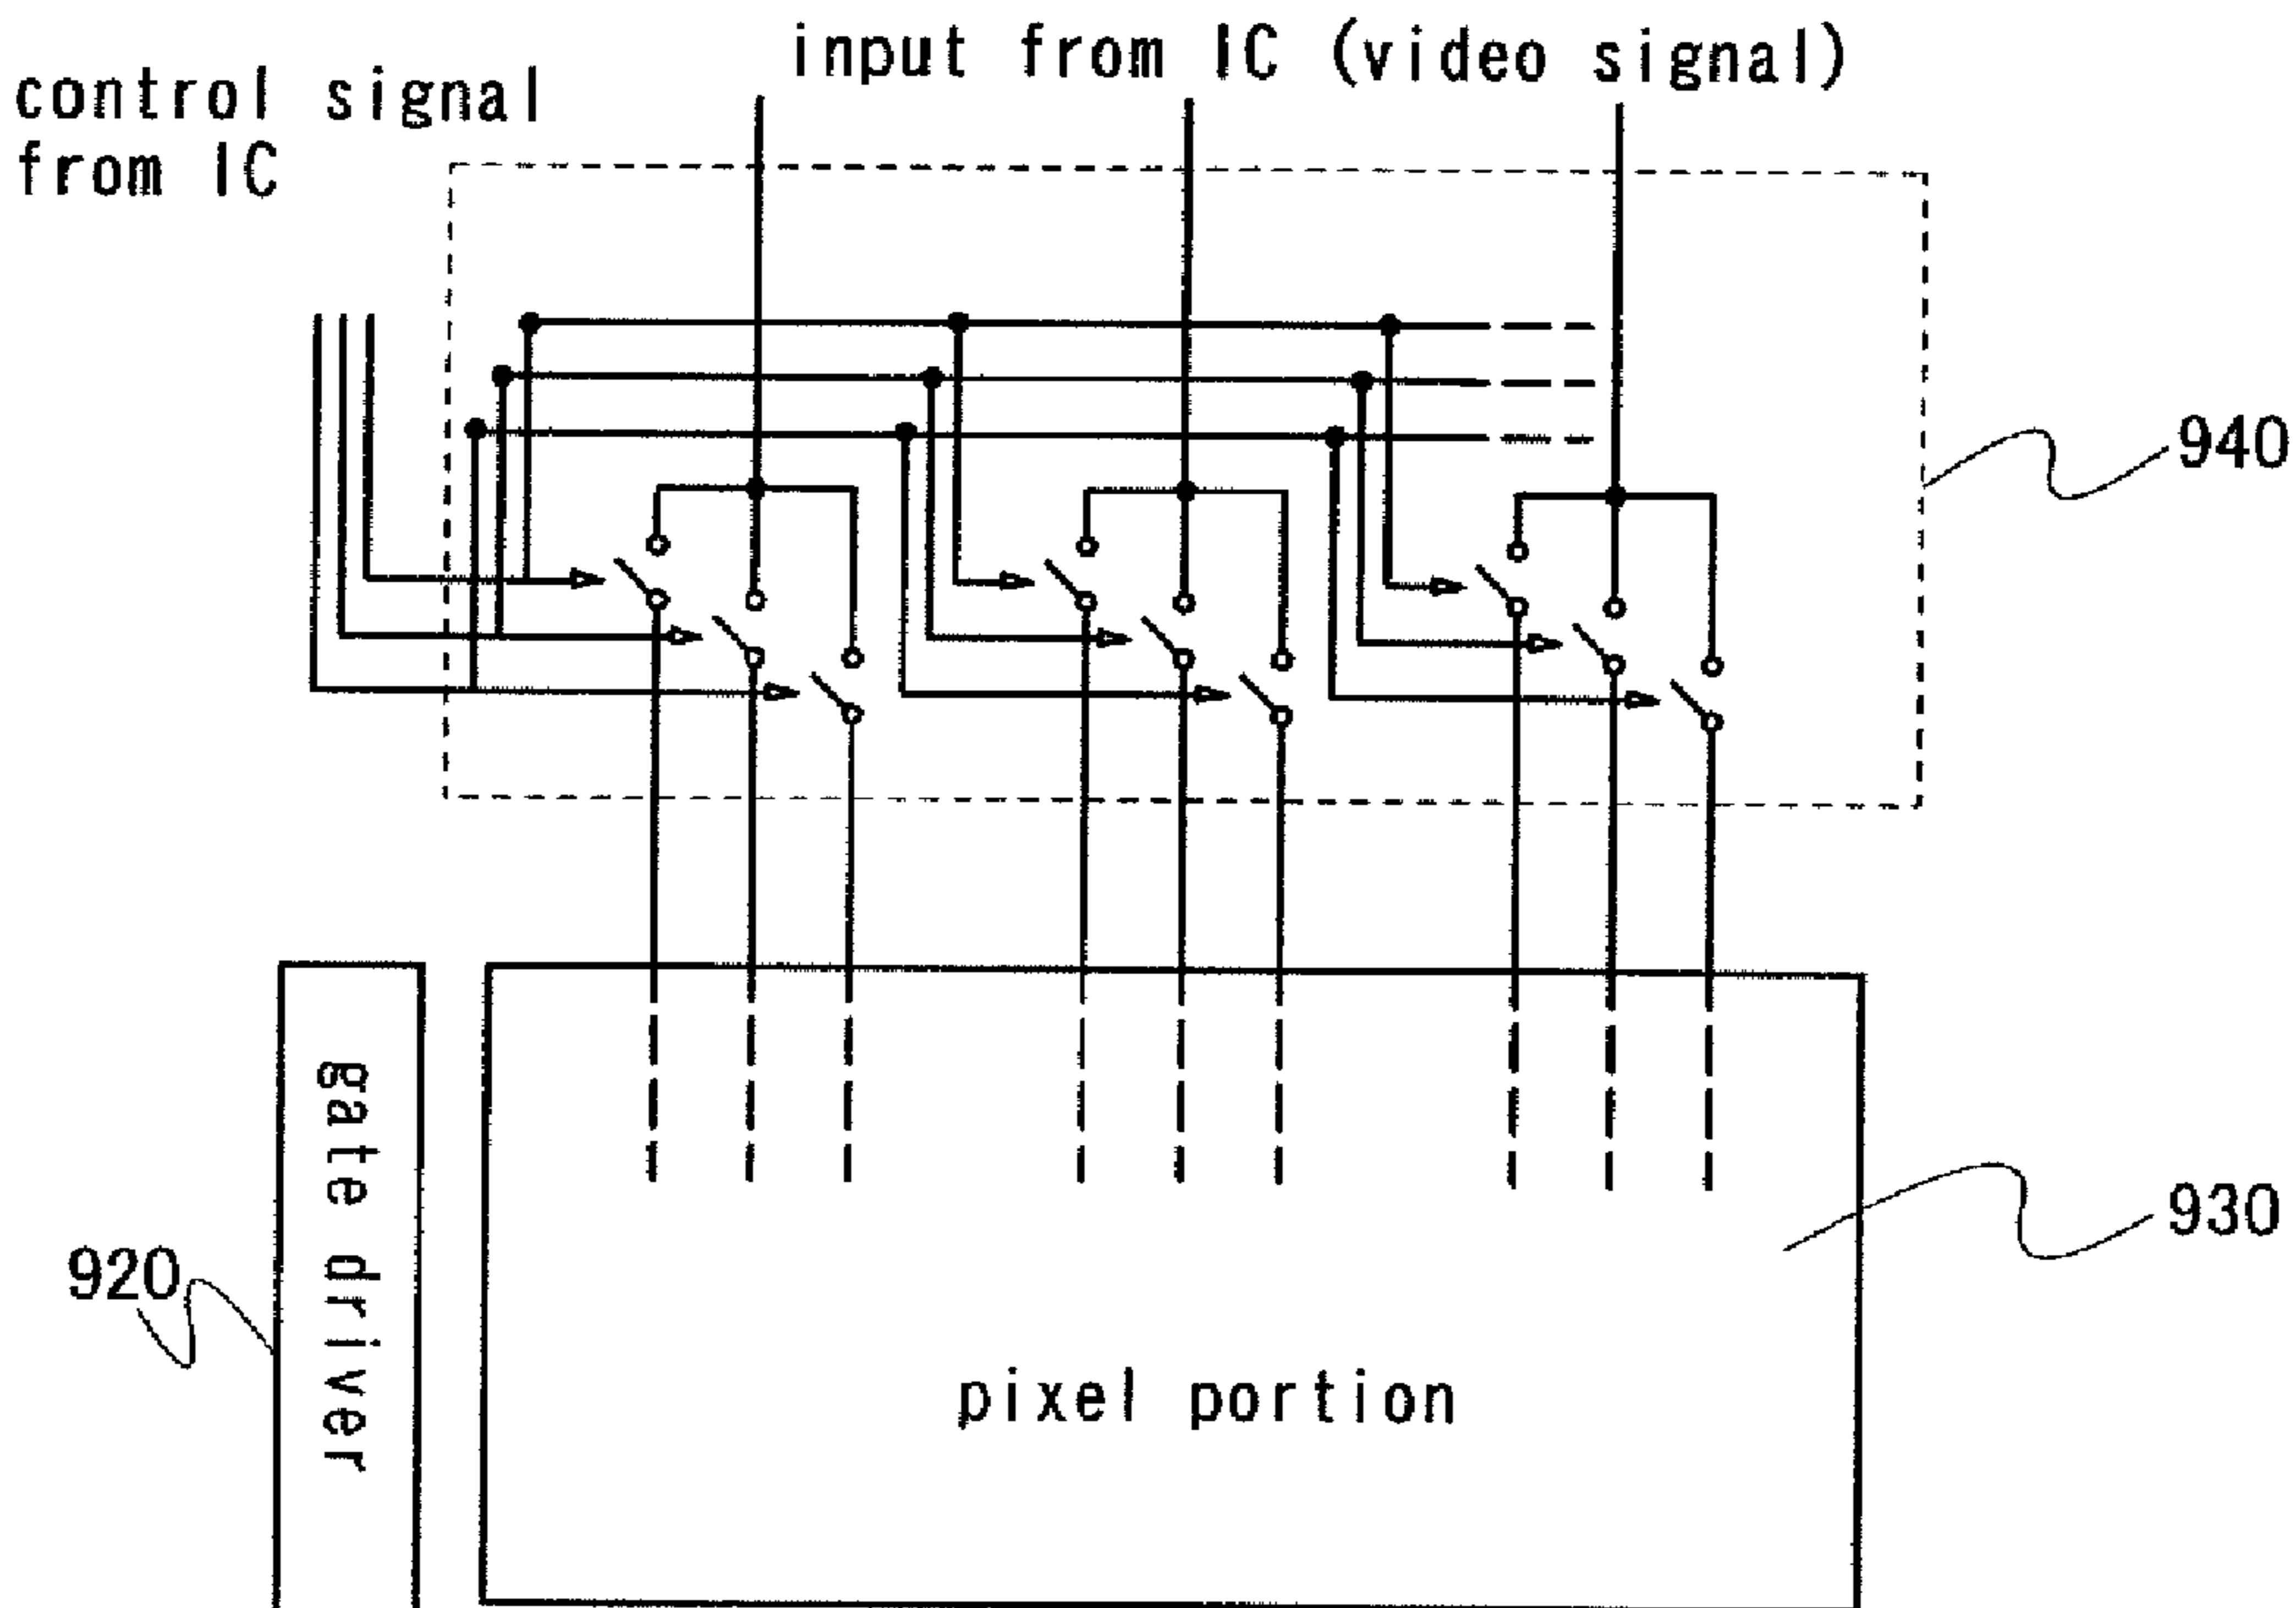 input from IC (video signal)
control signal
from IC
940
930
920
gate driver
pixel portion